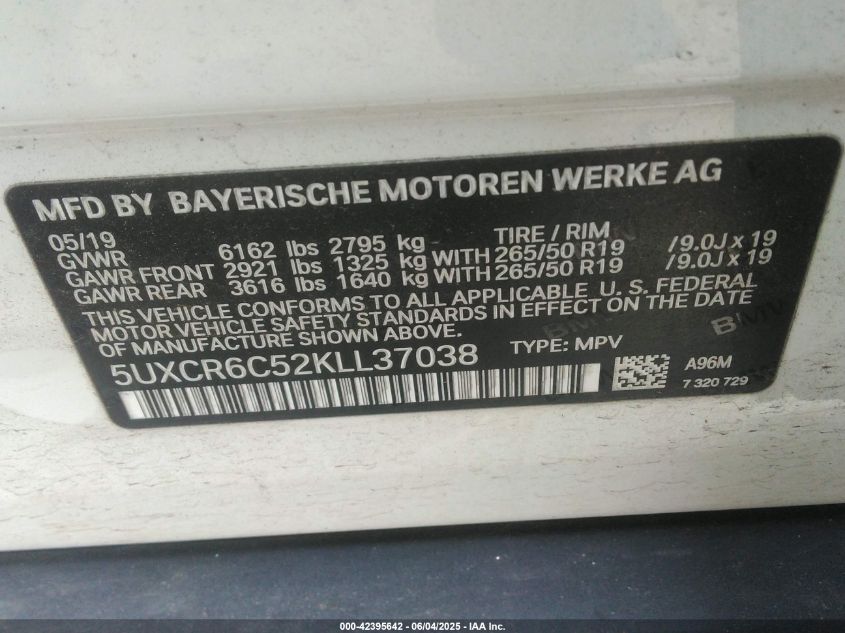 MFD BY BAYERISCHE MOTOREN WERKE AG
05/19 TIRE / RIM
GVWR 6162 lbs 2795 kg
GAWR FRONT 2921 lbs 1325 kg WITH 265/50 R19 /9.0J x 19
GAWR REAR 3616 lbs 1640 kg WITH 265/50 R19 /9.0J x 19
THIS VEHICLE CONFORMS TO ALL APPLICABLE U. S. FEDERAL
MOTOR VEHICLE SAFETY STANDARDS IN EFFECT ON THE DATE
OF MANUFACTURE SHOWN ABOVE.
5UXCR6C52KLL37038 TYPE: MPV
A96M
7 320 729
BMW
000-42395642 - 06/04/2025 - IAA Inc.